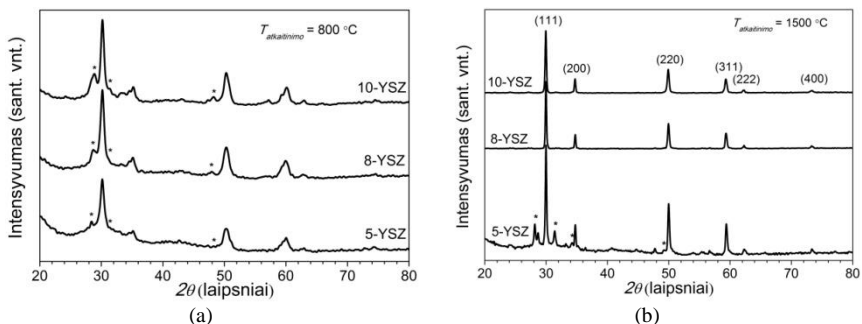 T atkaitinimo = 800 °C
*
*
*
10-YSZ
*
*
*
8-YSZ
*
*
*
5-YSZ
Intensyvumas (sant. vnt.)
20 30 40 50 60 70 80
2θ (laipsniai)
(a)
(111)
T atkaitinimo = 1500 °C
(220)
(311)
(200)
(222)
(400)
10-YSZ
8-YSZ
5-YSZ
*
*
*
*
Intensyvumas (sant. vnt.)
20 30 40 50 60 70 80
2θ (laipsniai)
(b)